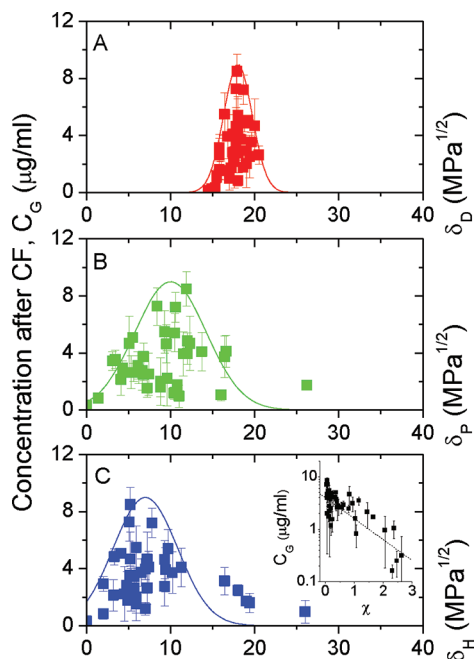 A
12
8
4
0
0 10 20 30 40
δD (MPa1/2)
B
12
8
4
0
0 10 20 30 40
δP (MPa1/2)
C
12
8
4
0
0 10 20 30 40
δH (MPa1/2)
Concentration after CF, CG (μg/ml)
10
1
0.1
0 1 2 3
CG (μg/ml)
χ